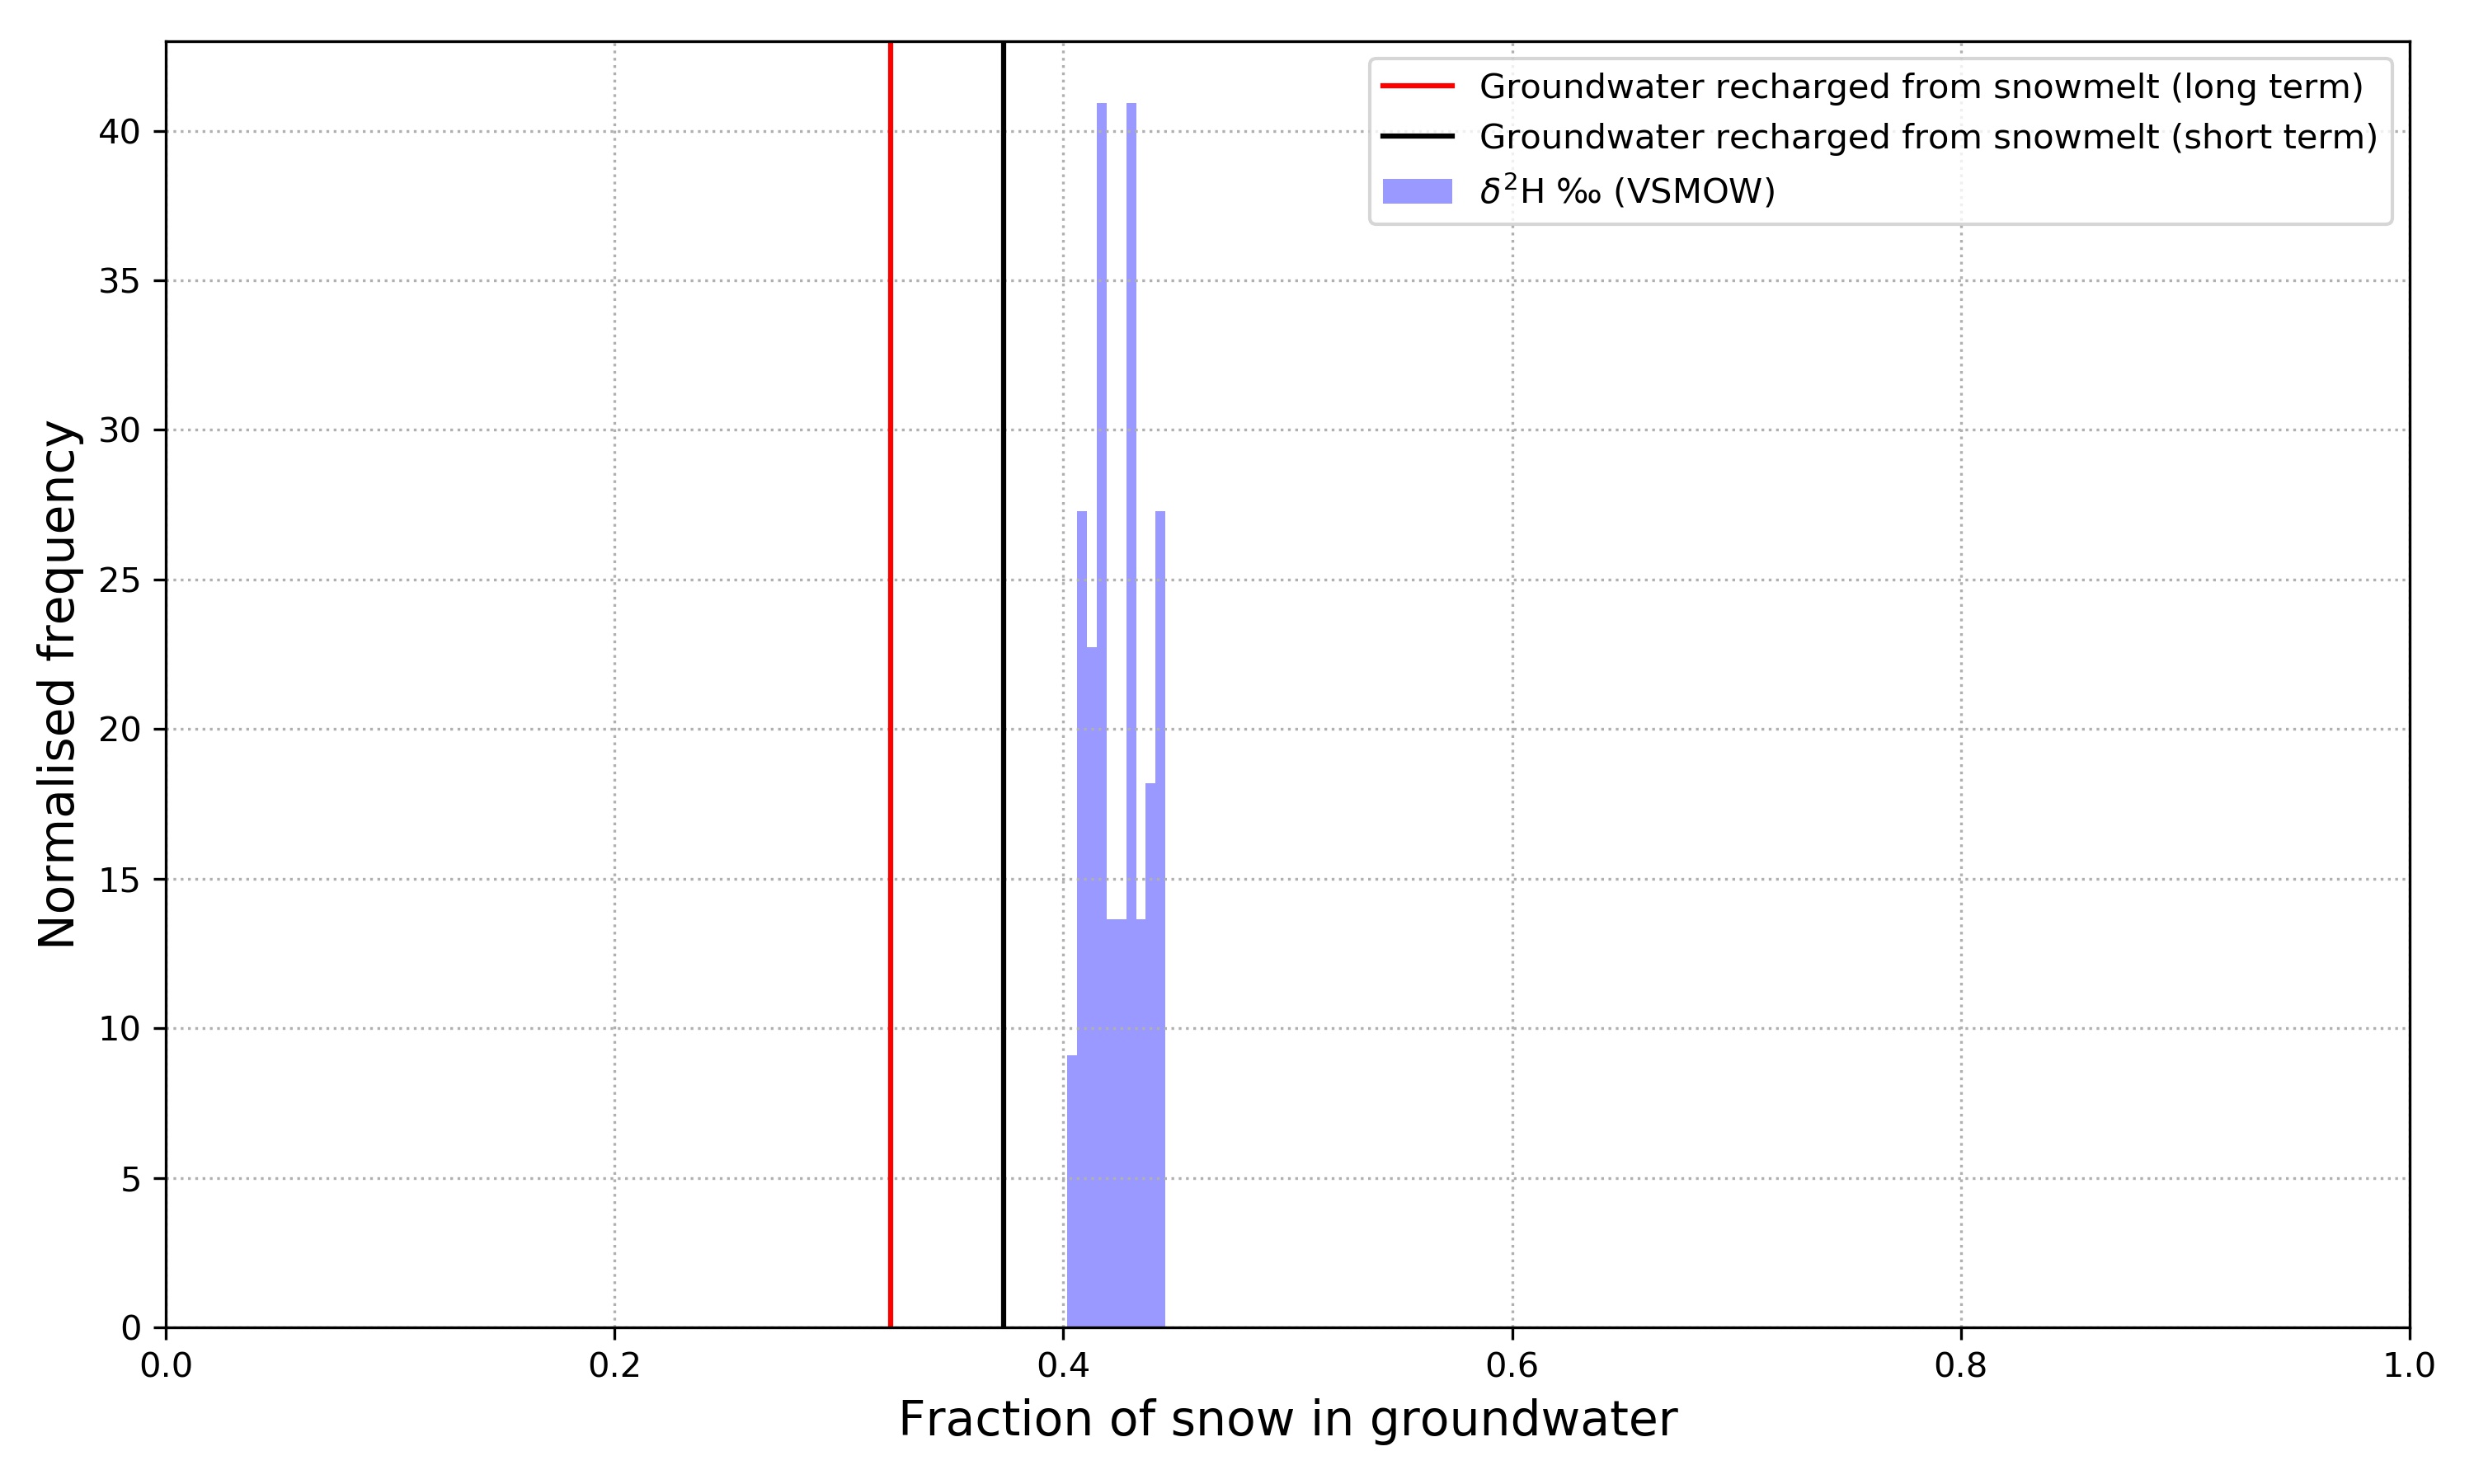 Groundwater recharged from snowmelt (long term)
Groundwater recharged from snowmelt (short term)
δ²H ‰ (VSMOW)
Normalised frequency
40
35
30
25
20
15
10
5
0
0.0 0.2 0.4 0.6 0.8 1.0
Fraction of snow in groundwater